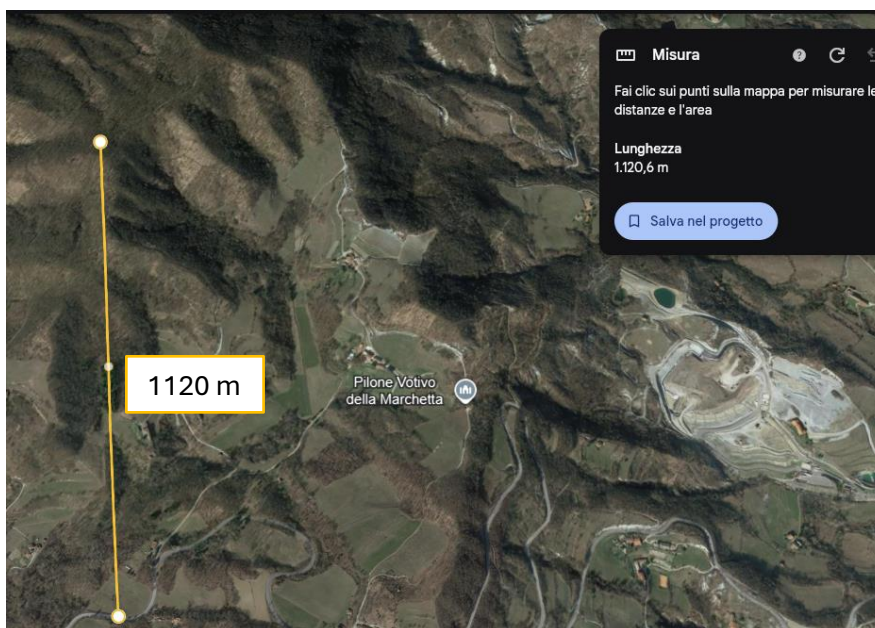 Misura
Fai clic sui punti sulla mappa per misurare le
distanze e l'area
Lunghezza
1.120,6 m
Salva nel progetto
1120 m
Pilone Votivo
della Marchetta